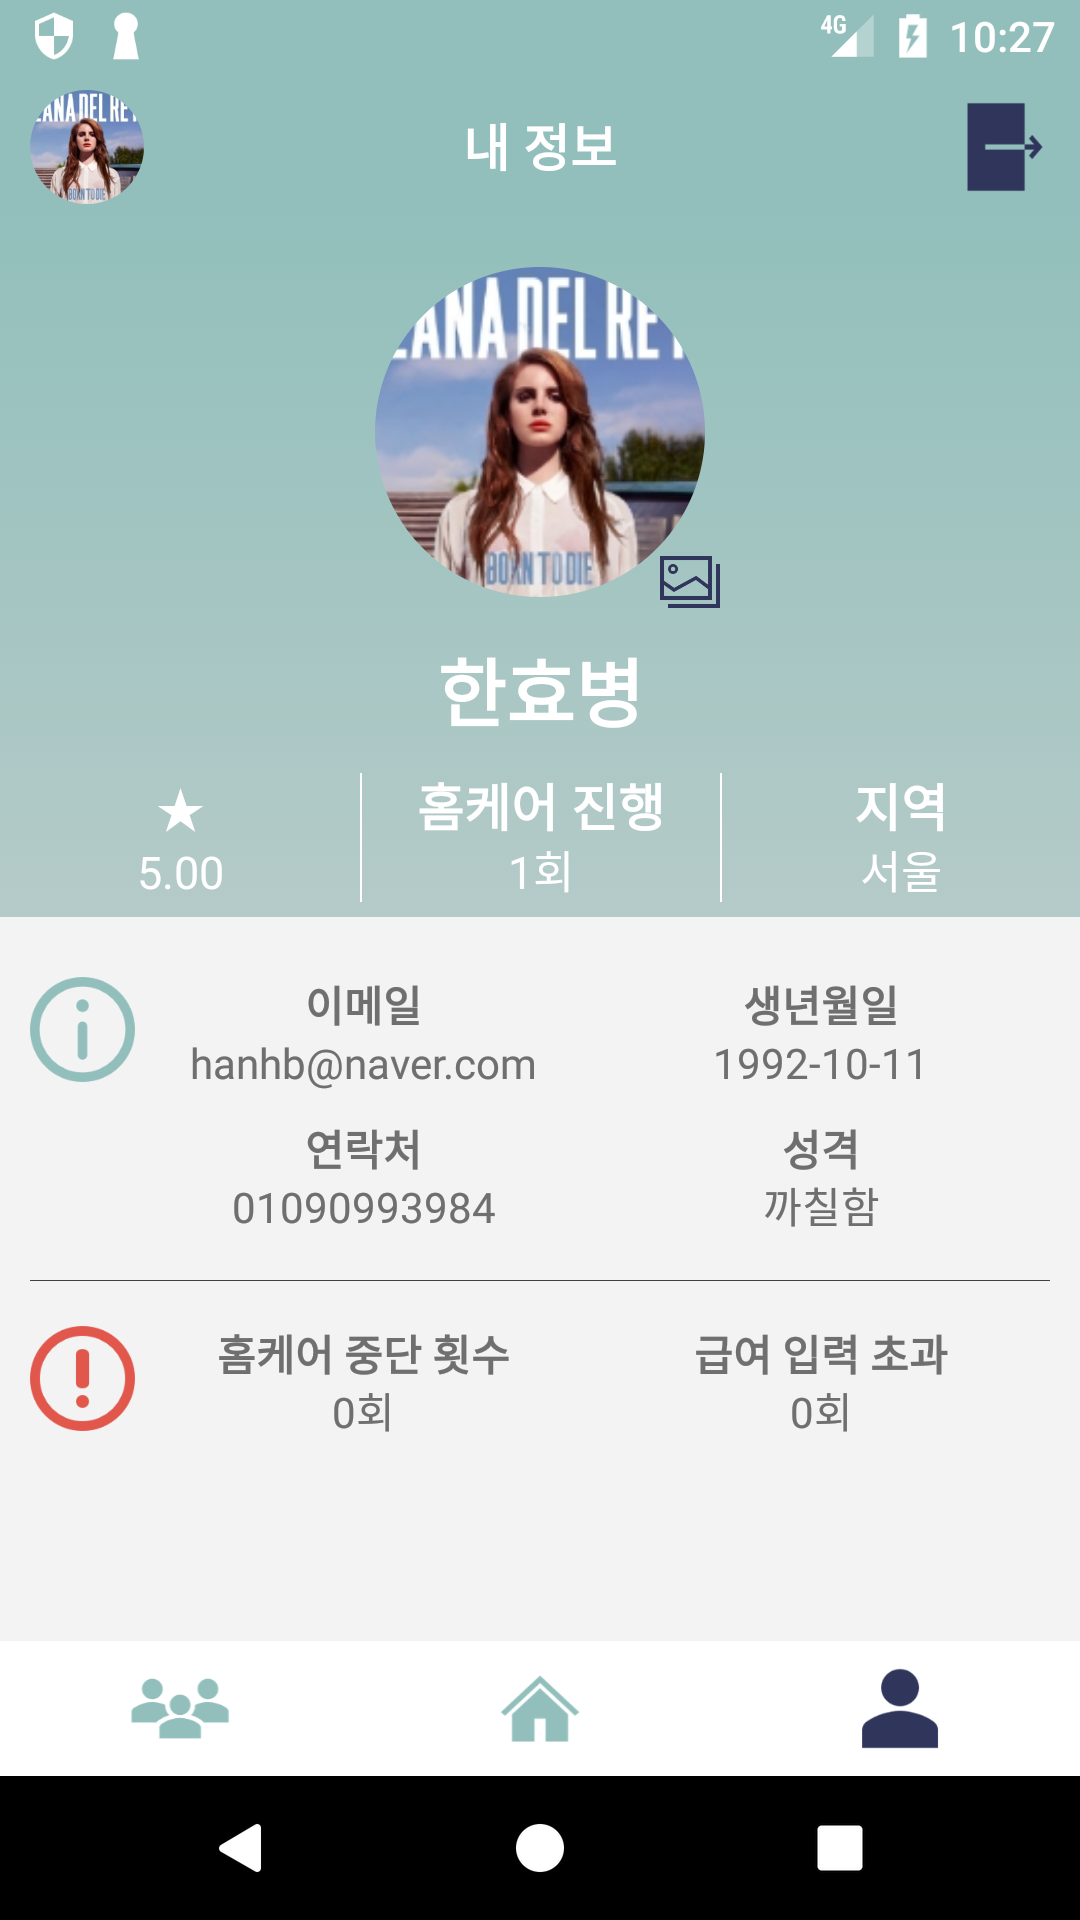 4G 10:27
내 정보
LANA DEL REY
BORN TO DIE
LANA DEL REY
BORN TO DIE
한효병
★ 홈케어 진행 지역
5.00 1회 서울
이메일 생년월일
hanhb@naver.com 1992-10-11
연락처 성격
01090993984 까칠함
홈케어 중단 횟수 급여 입력 초과
0회 0회